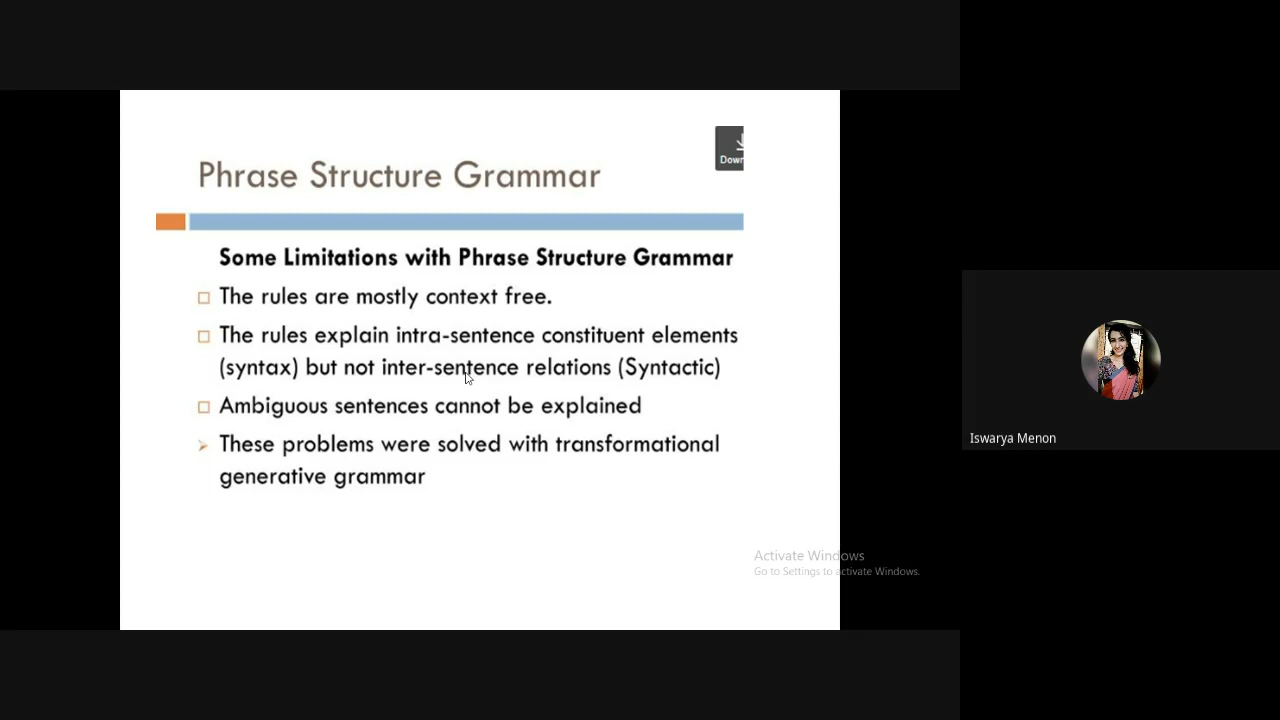 Down
Phrase Structure Grammar
Some Limitations with Phrase Structure Grammar
The rules are mostly context free.
The rules explain intra-sentence constituent elements
(syntax) but not inter-sentence relations (Syntactic)
Ambiguous sentences cannot be explained
These problems were solved with transformational
generative grammar
Iswarya Menon
Activate Windows
Go to Settings to activate Windows.